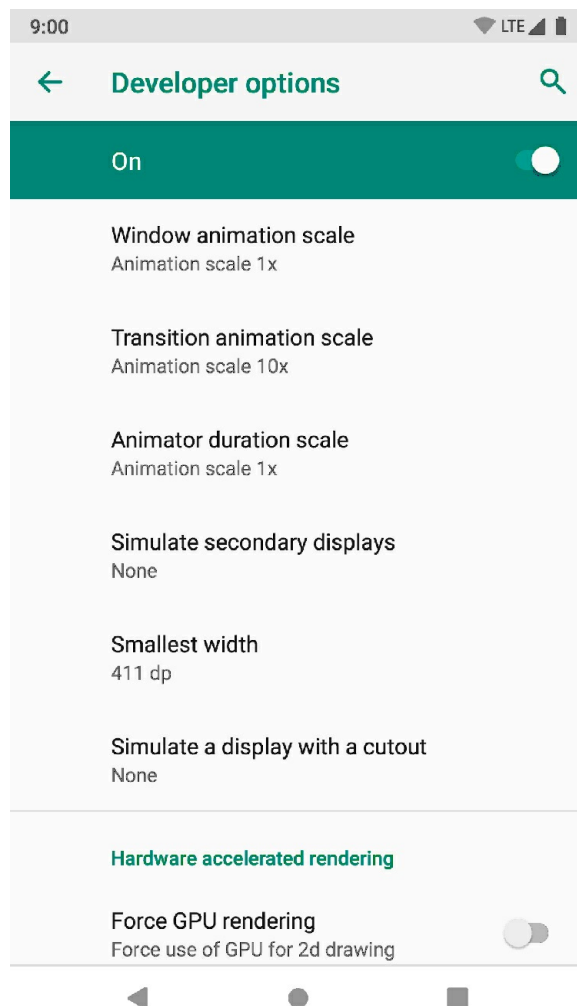 9:00
LTE
Developer options
On
Window animation scale
Animation scale 1x
Transition animation scale
Animation scale 10x
Animator duration scale
Animation scale 1x
Simulate secondary displays
None
Smallest width
411 dp
Simulate a display with a cutout
None
Hardware accelerated rendering
Force GPU rendering
Force use of GPU for 2d drawing